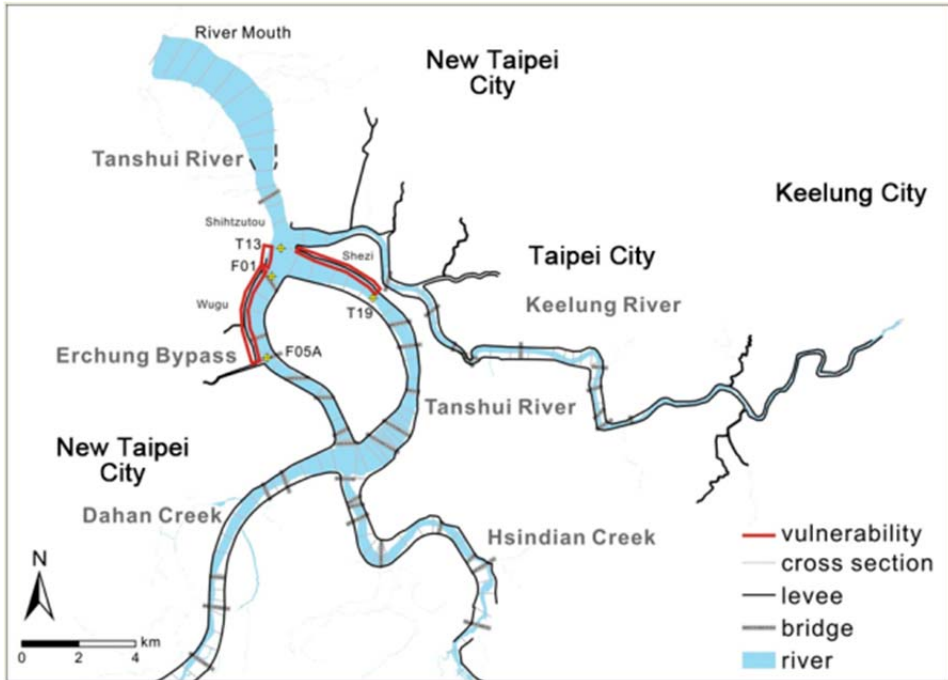 River Mouth
New Taipei
City
Tanshui River
Keelung City
Shihtzutou
T13
Shezi
Taipei City
F01
Keelung River
Wugu
T19
Erchung Bypass
F05A
Tanshui River
New Taipei
City
Dahan Creek
Hsindian Creek
vulnerability
cross section
levee
bridge
river
N
0 2 4 km